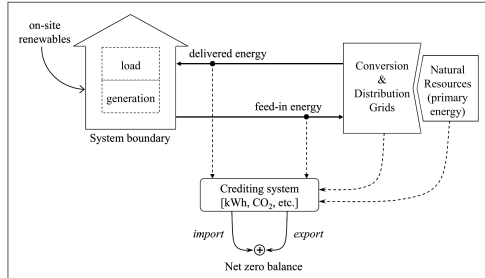 on-site
renewables
load
generation
System boundary
delivered energy
feed-in energy
Conversion
&
Distribution
Grids
Natural
Resources
(primary
energy)
Crediting system
[kWh, CO₂, etc.]
import
export
Net zero balance